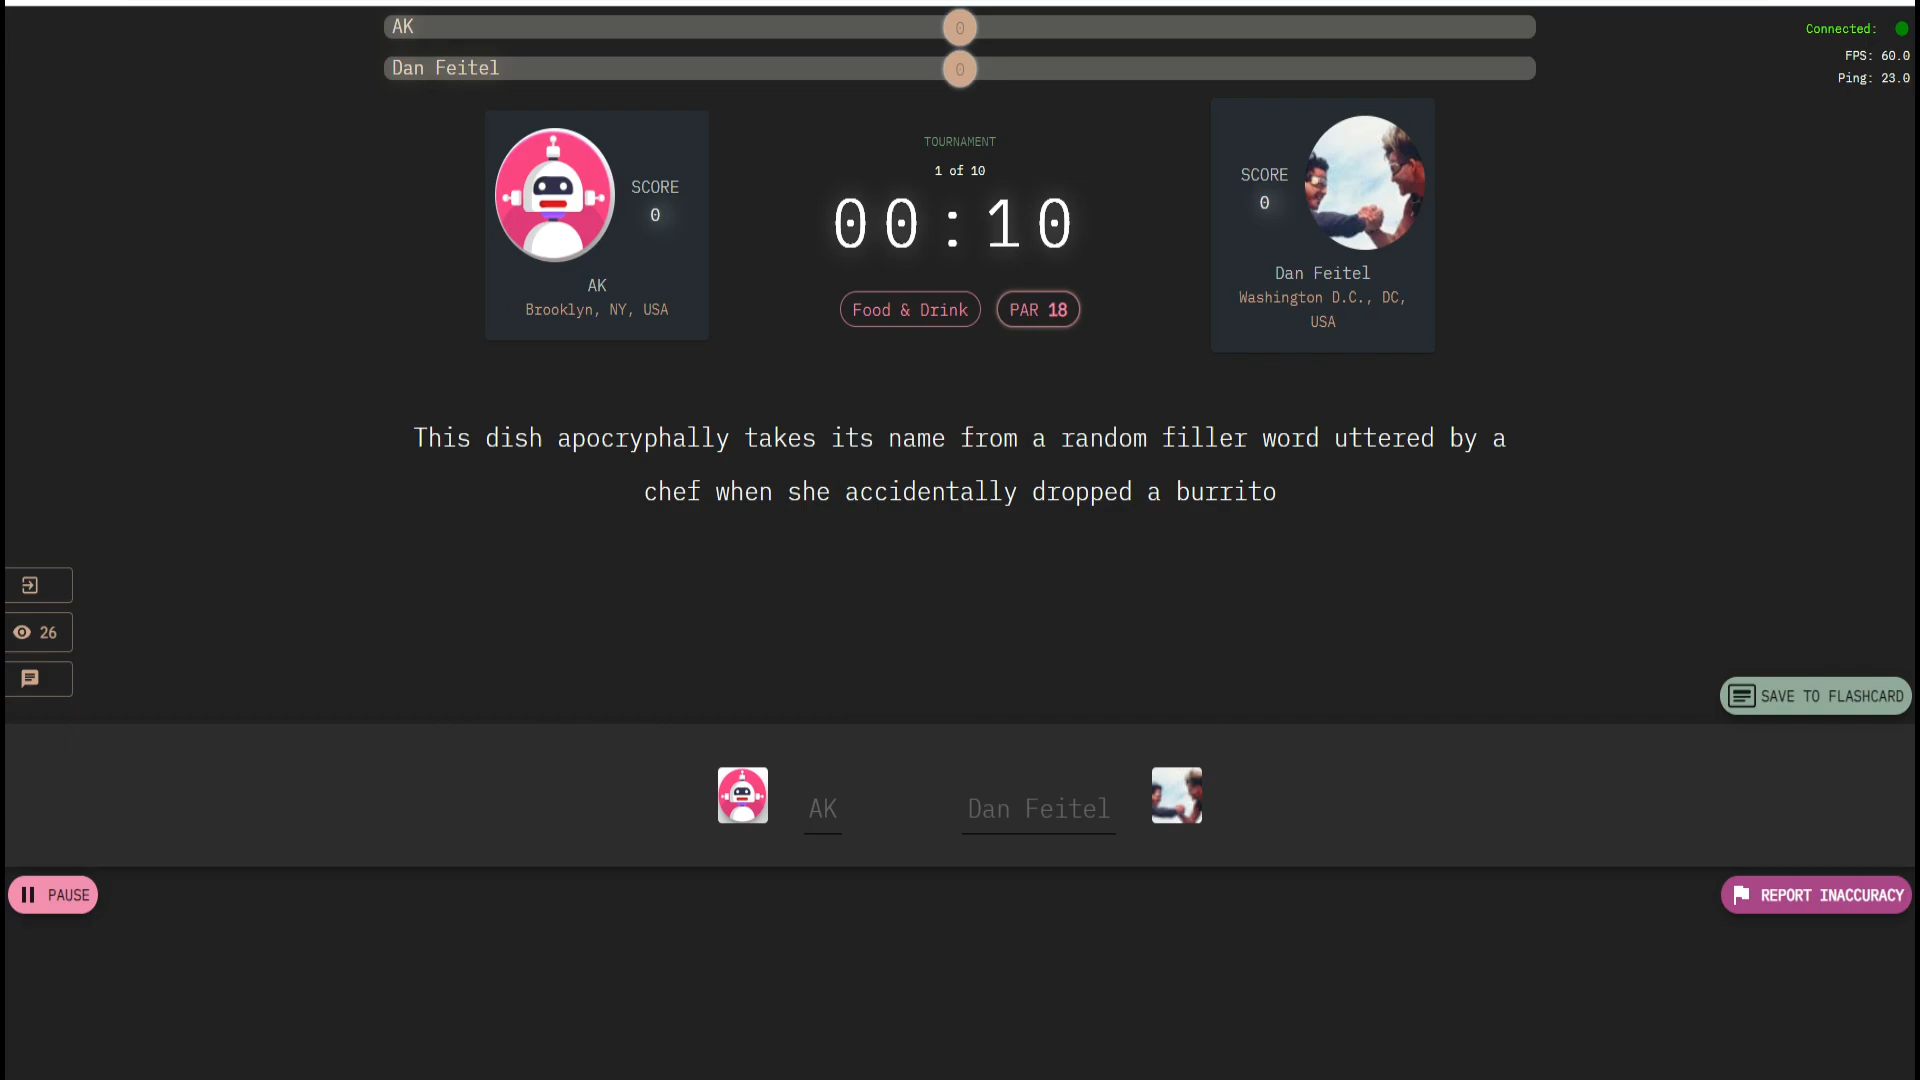 AK
0
Dan Feitel
0
Connected:
FPS: 60.0
Ping: 23.0
TOURNAMENT
1 of 10
00:10
Food & Drink
PAR 18
SCORE
0
AK
Brooklyn, NY, USA
SCORE
0
Dan Feitel
Washington D.C., DC,
USA
This dish apocryphally takes its name from a random filler word uttered by a
chef when she accidentally dropped a burrito
26
SAVE TO FLASHCARD
AK
Dan Feitel
PAUSE
REPORT INACCURACY